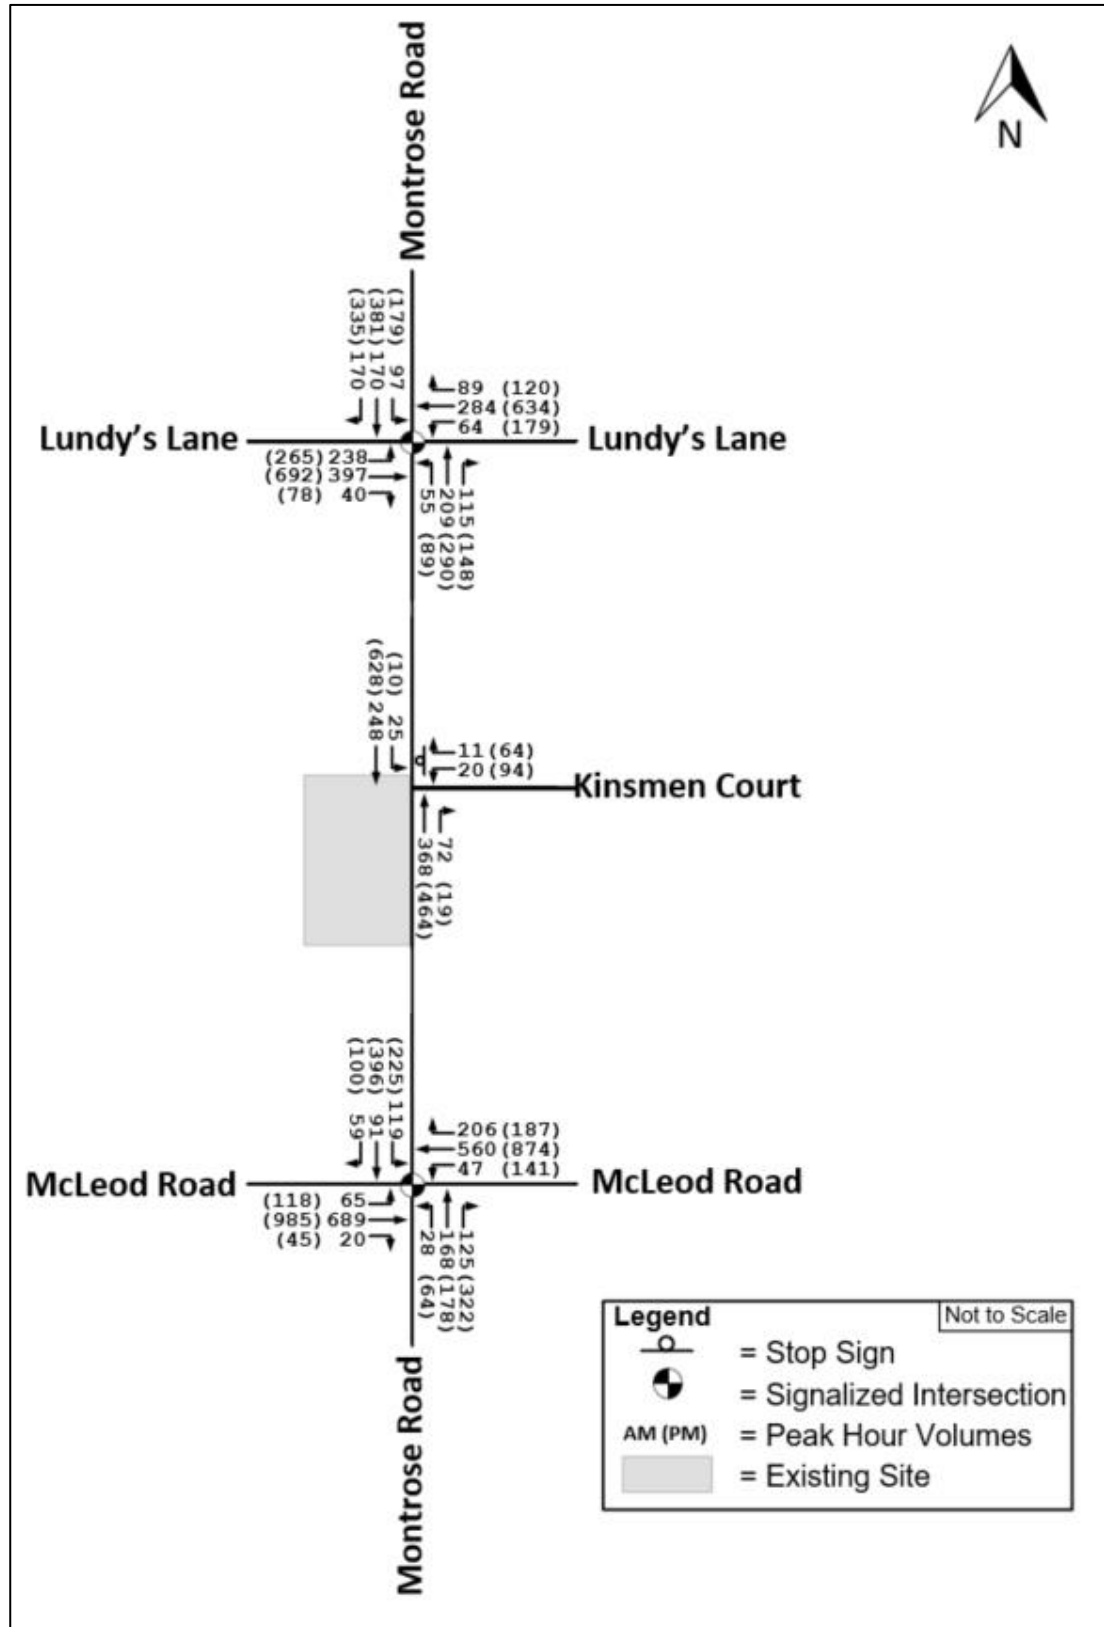 Montrose Road
N
(179) 97
(381) 170
(335) 170
89 (120)
284 (634)
64 (179)
Lundy's Lane
Lundy's Lane
(265) 238
(692) 397
(78) 40
115 (148)
209 (290)
55 (89)
(10) 25
(628) 248
11 (64)
20 (94)
Kinsmen Court
72 (19)
368 (464)
(225) 119
(396) 91
(100) 59
206 (187)
560 (874)
47 (141)
McLeod Road
McLeod Road
(118) 65
(985) 689
(45) 20
125 (322)
168 (178)
28 (64)
Montrose Road
Legend
Not to Scale
= Stop Sign
= Signalized Intersection
AM (PM) = Peak Hour Volumes
= Existing Site